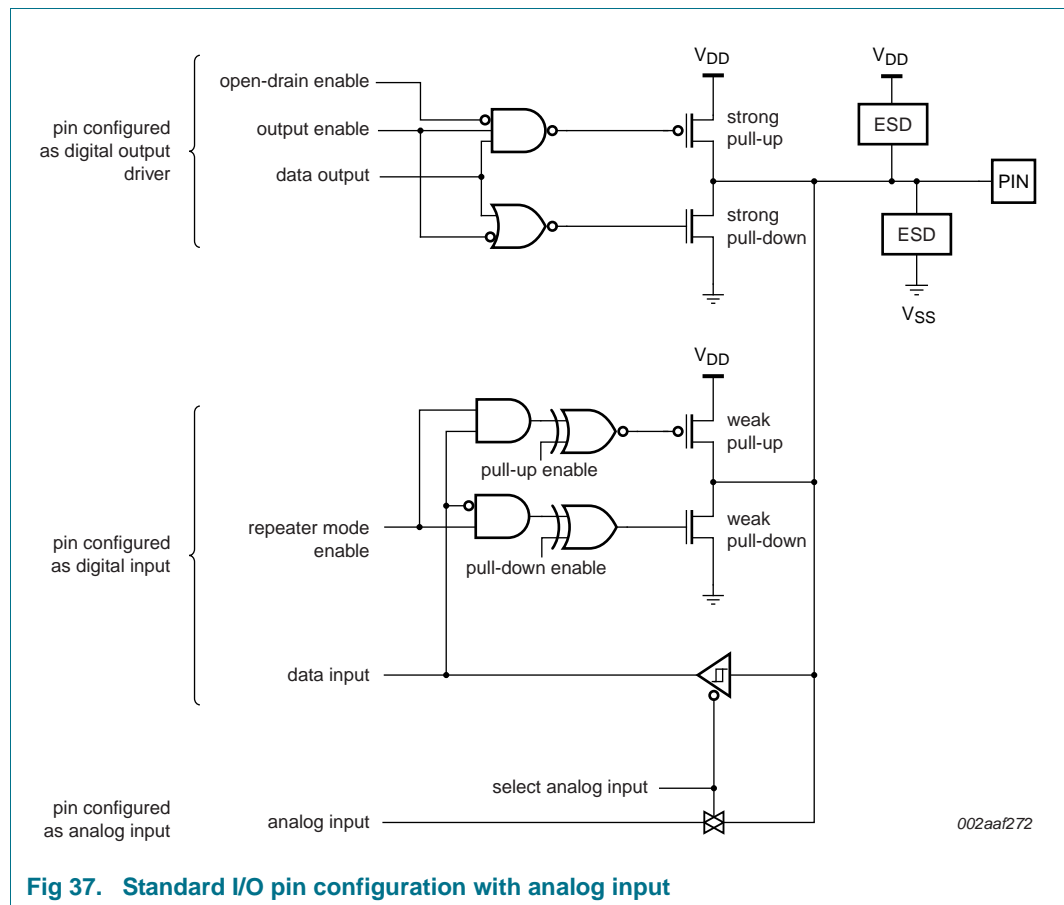 VDD
VDD
open-drain enable
strong
pull-up
ESD
pin configured
as digital output
driver
output enable
data output
PIN
strong
pull-down
ESD
VSS
VDD
weak
pull-up
pull-up enable
repeater mode
enable
weak
pull-down
pin configured
as digital input
pull-down enable
data input
select analog input
pin configured
as analog input
analog input
002aaf272
Fig 37. Standard I/O pin configuration with analog input